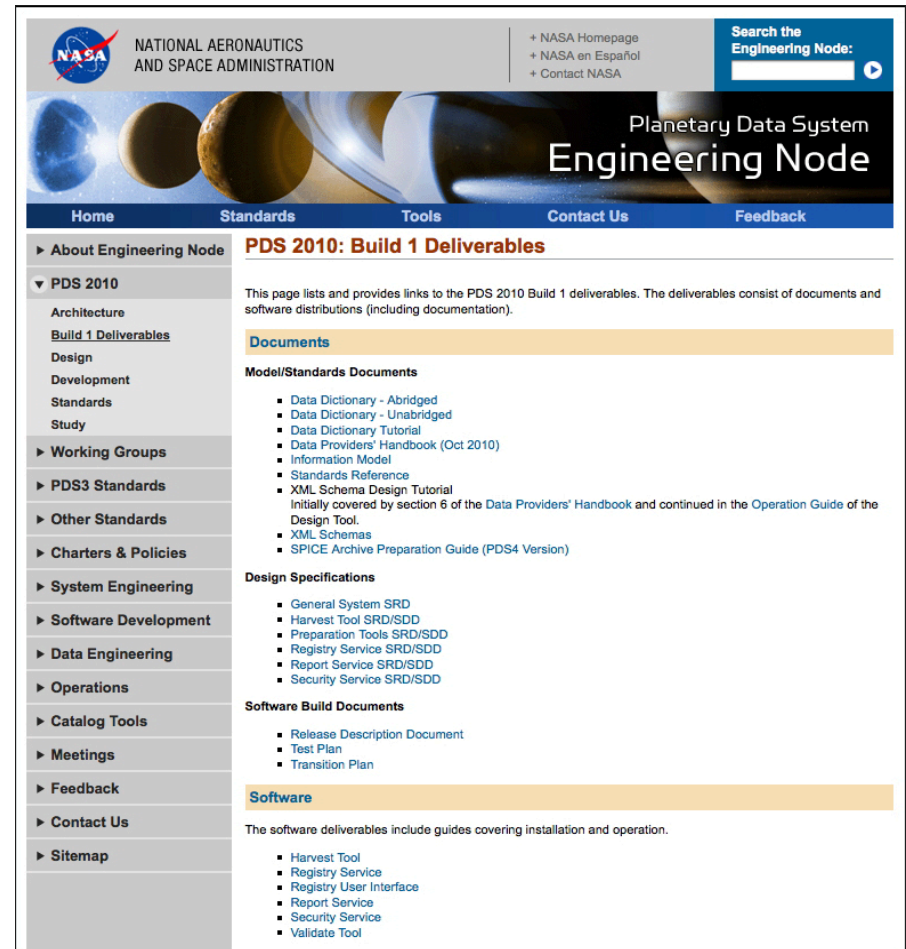 NASA
NATIONAL AERONAUTICS
AND SPACE ADMINISTRATION
+ NASA Homepage
+ NASA en Español
+ Contact NASA
Search the
Engineering Node:
Planetary Data System
Engineering Node
Home Standards Tools Contact Us Feedback
About Engineering Node
PDS 2010
Architecture
Build 1 Deliverables
Design
Development
Standards
Study
Working Groups
PDS3 Standards
Other Standards
Charters & Policies
System Engineering
Software Development
Data Engineering
Operations
Catalog Tools
Meetings
Feedback
Contact Us
Sitemap
PDS 2010: Build 1 Deliverables
This page lists and provides links to the PDS 2010 Build 1 deliverables. The deliverables consist of documents and
software distributions (including documentation).
Documents
Model/Standards Documents
Data Dictionary - Abridged
Data Dictionary - Unabridged
Data Dictionary Tutorial
Data Providers' Handbook (Oct 2010)
Information Model
Standards Reference
XML Schema Design Tutorial
Initially covered by section 6 of the Data Providers' Handbook and continued in the Operation Guide of the
Design Tool.
XML Schemas
SPICE Archive Preparation Guide (PDS4 Version)
Design Specifications
General System SRD
Harvest Tool SRD/SDD
Preparation Tools SRD/SDD
Registry Service SRD/SDD
Report Service SRD/SDD
Security Service SRD/SDD
Software Build Documents
Release Description Document
Test Plan
Transition Plan
Software
The software deliverables include guides covering installation and operation.
Harvest Tool
Registry Service
Registry User Interface
Report Service
Security Service
Validate Tool